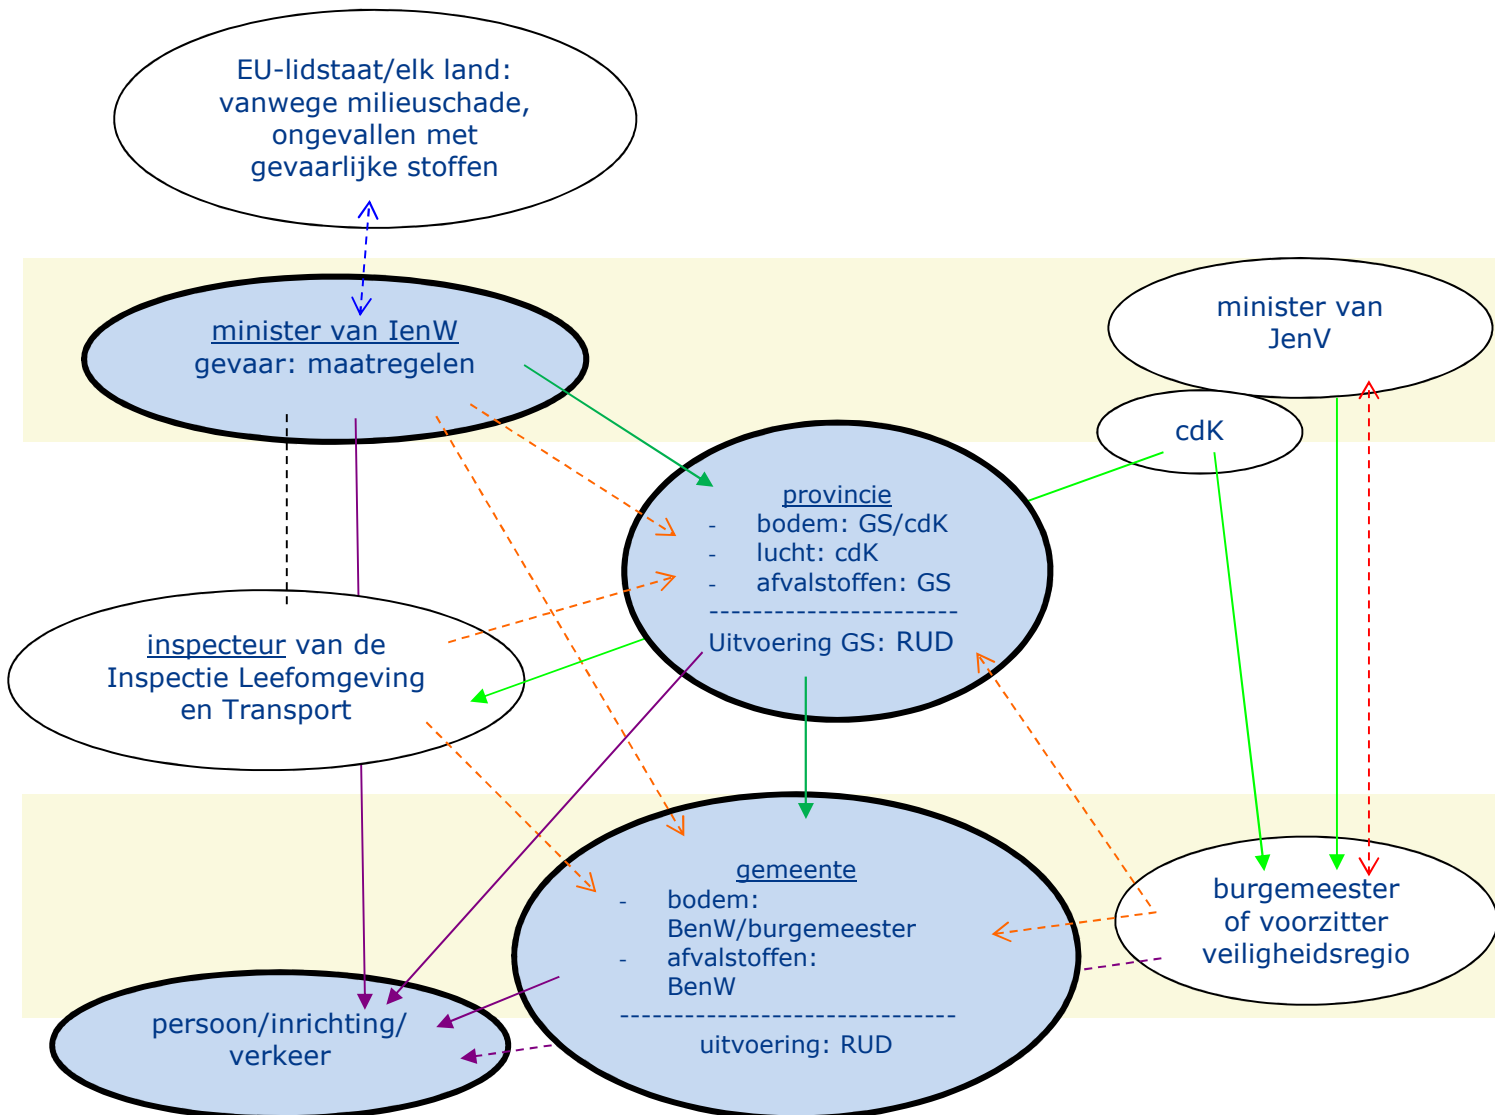 EU-lidstaat/elk land:
vanwege milieuschade,
ongevallen met
gevaarlijke stoffen
minister van IenW
gevaar: maatregelen
minister van
JenV
cdK
provincie
- bodem: GS/cdK
- lucht: cdK
- afvalstoffen: GS
-----------------------
Uitvoering GS: RUD
inspecteur van de
Inspectie Leefomgeving
en Transport
gemeente
- bodem:
BenW/burgemeester
- afvalstoffen:
BenW
-------------------------------
uitvoering: RUD
burgemeester
of voorzitter
veiligheidsregio
persoon/inrichting/
verkeer